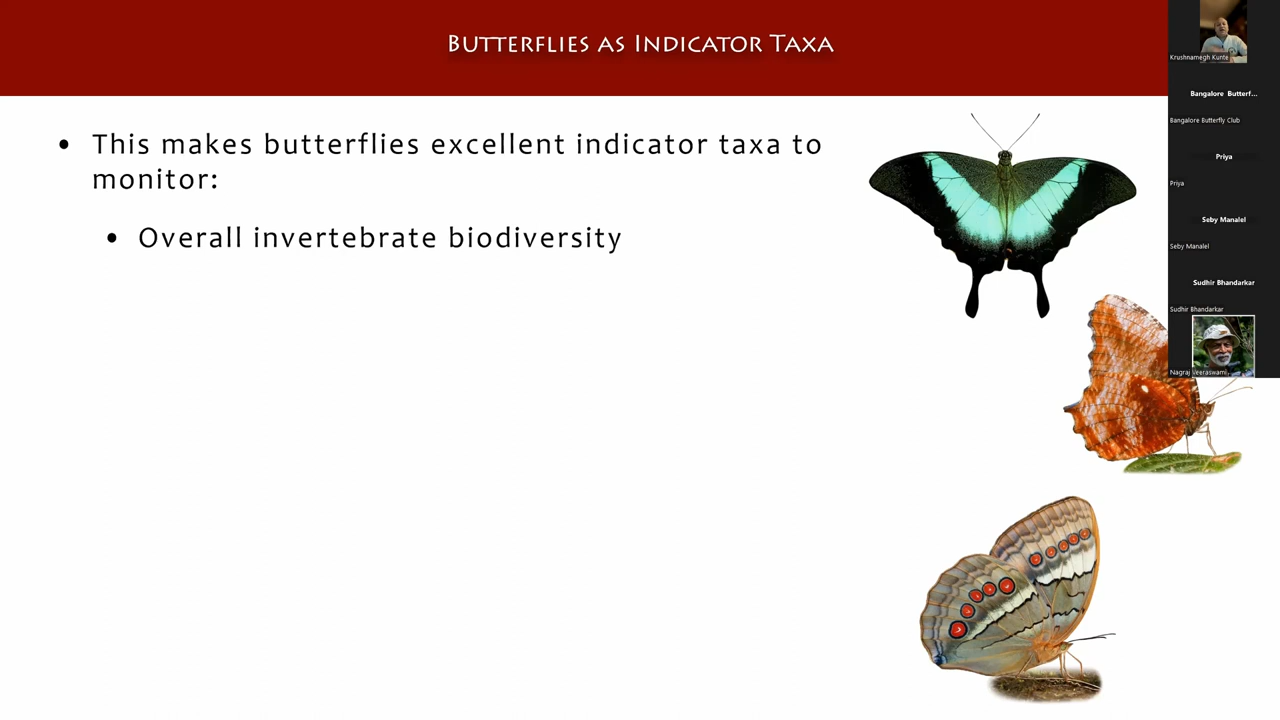 BUTTERFLIES AS INDICATOR TAXA
• This makes butterflies excellent indicator taxa to
monitor:
• Overall invertebrate biodiversity
Krushnamegh Kunte
Bangalore Butterf...
Bangalore Butterfly Club
Priya
Priya
Seby Manalel
Seby Manalel
Sudhir Bhandarkar
Sudhir Bhandarkar
Nagraj Veeraswami